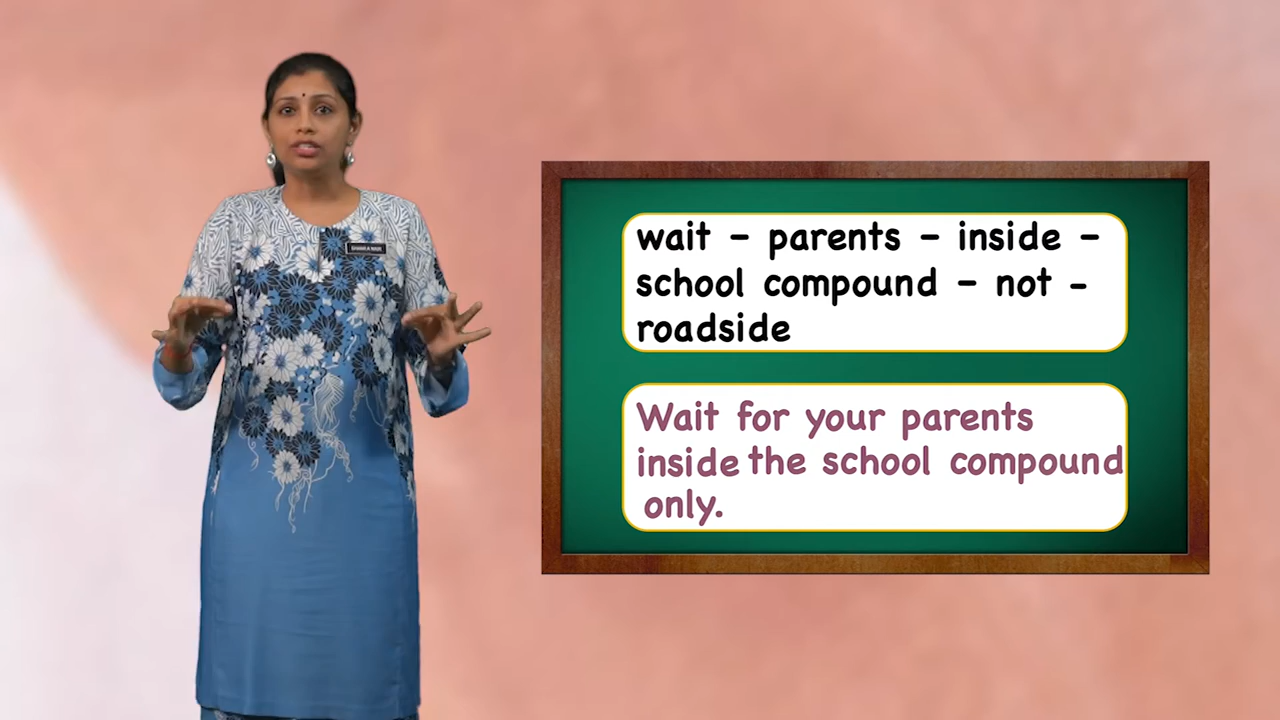 wait – parents – inside –
school compound – not –
roadside
Wait for your parents
inside the school compound
only.